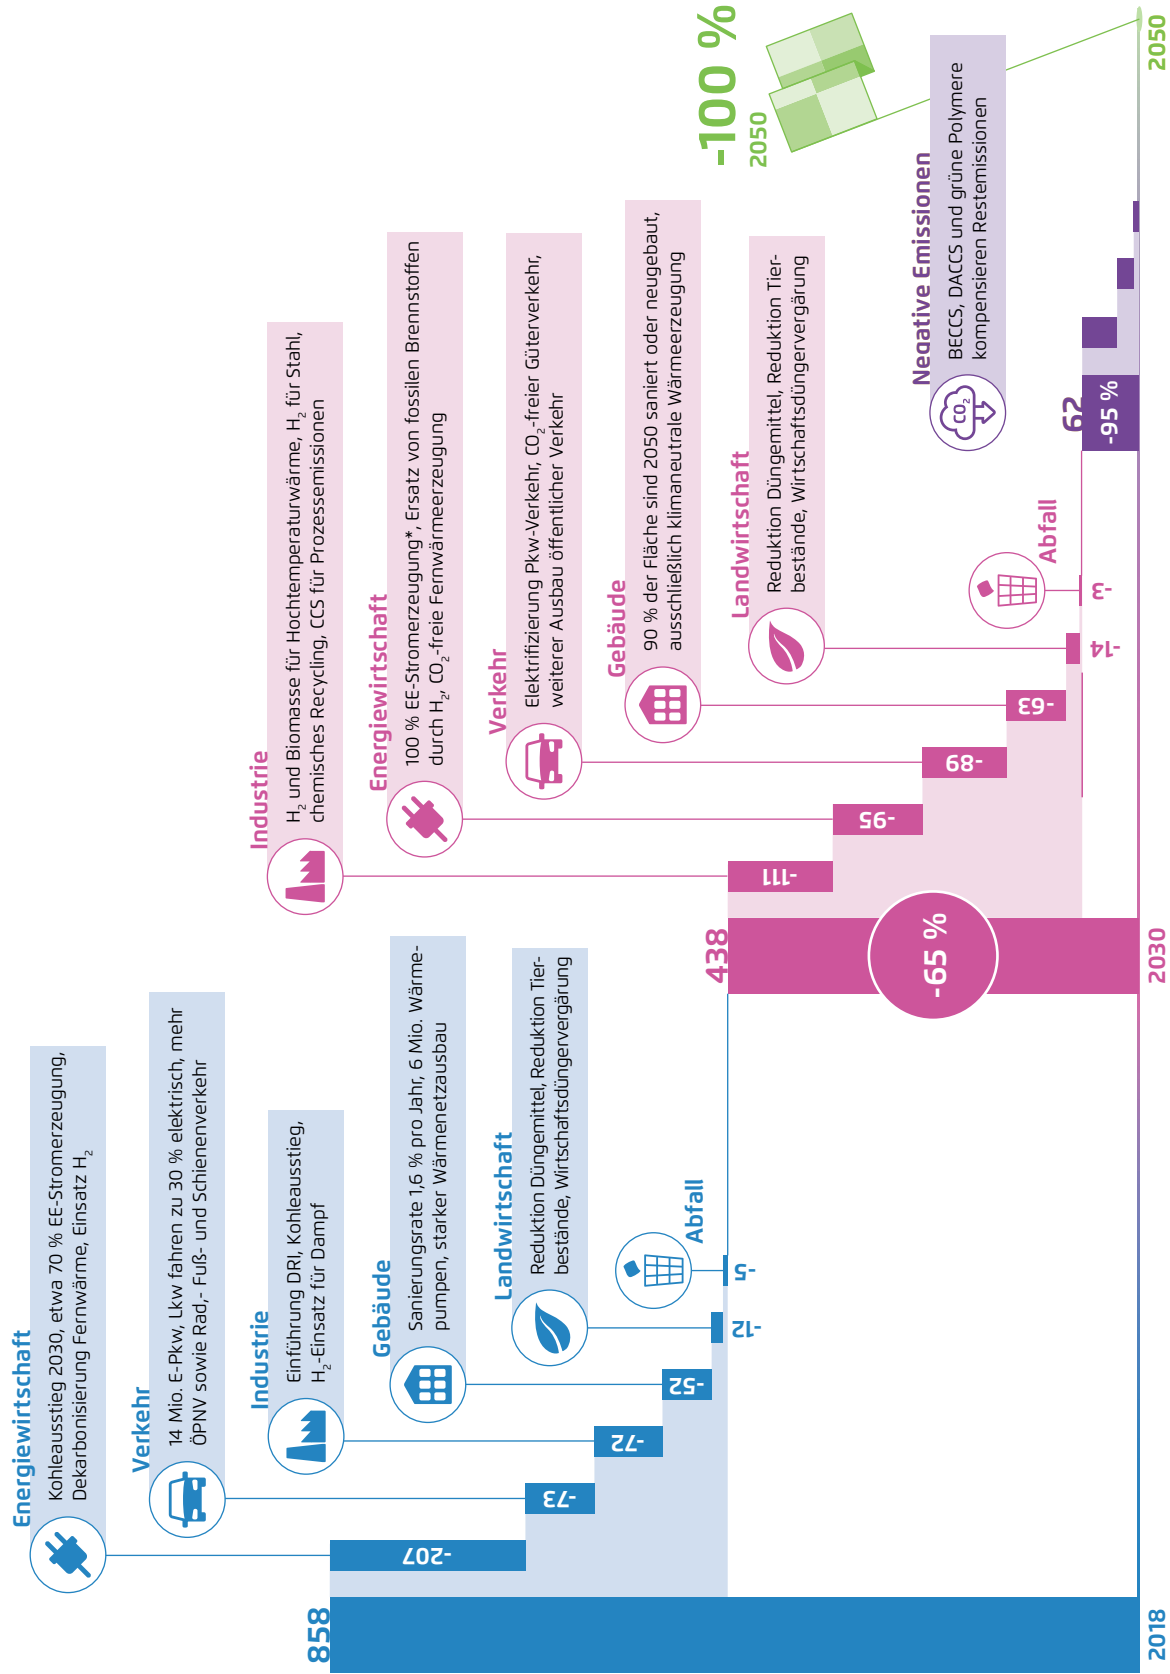 858
2018
Energiewirtschaft
Kohleausstieg 2030, etwa 70 % EE-Stromerzeugung,
Dekarbonisierung Fernwärme, Einsatz H₂
-207
Verkehr
14 Mio. E-Pkw, Lkw fahren zu 30 % elektrisch, mehr
ÖPNV sowie Rad,- Fuß- und Schienenverkehr
-73
Industrie
Einführung DRI, Kohleausstieg,
H₂-Einsatz für Dampf
-72
Gebäude
Sanierungsrate 1,6 % pro Jahr, 6 Mio. Wärme-
pumpen, starker Wärmenetzausbau
-52
Landwirtschaft
Reduktion Düngemittel, Reduktion Tier-
bestände, Wirtschaftsdüngervergärung
-12
Abfall
-5
438
-65 %
2030
Industrie
H₂ und Biomasse für Hochtemperaturwärme, H₂ für Stahl,
chemisches Recycling, CCS für Prozessemissionen
-111
Energiewirtschaft
100 % EE-Stromerzeugung*, Ersatz von fossilen Brennstoffen
durch H₂, CO₂-freie Fernwärmeerzeugung
-95
Verkehr
Elektrifizierung Pkw-Verkehr, CO₂-freier Güterverkehr,
weiterer Ausbau öffentlicher Verkehr
-89
Gebäude
90 % der Fläche sind 2050 saniert oder neugebaut,
ausschließlich klimaneutrale Wärmeerzeugung
-63
Landwirtschaft
Reduktion Düngemittel, Reduktion Tier-
bestände, Wirtschaftsdüngervergärung
-14
Abfall
-3
62
-95 %
Negative Emissionen
CO₂
BECCS, DACCS und grüne Polymere
kompensieren Restemissionen
-100 %
2050
2050